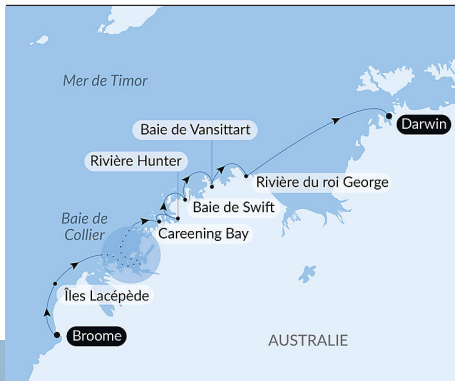 Mer de Timor
Darwin
Baie de Vansittart
Rivière Hunter
Rivière du roi George
Baie de Swift
Baie de
Collier
Careening Bay
Îles Lacépède
Broome
AUSTRALIE